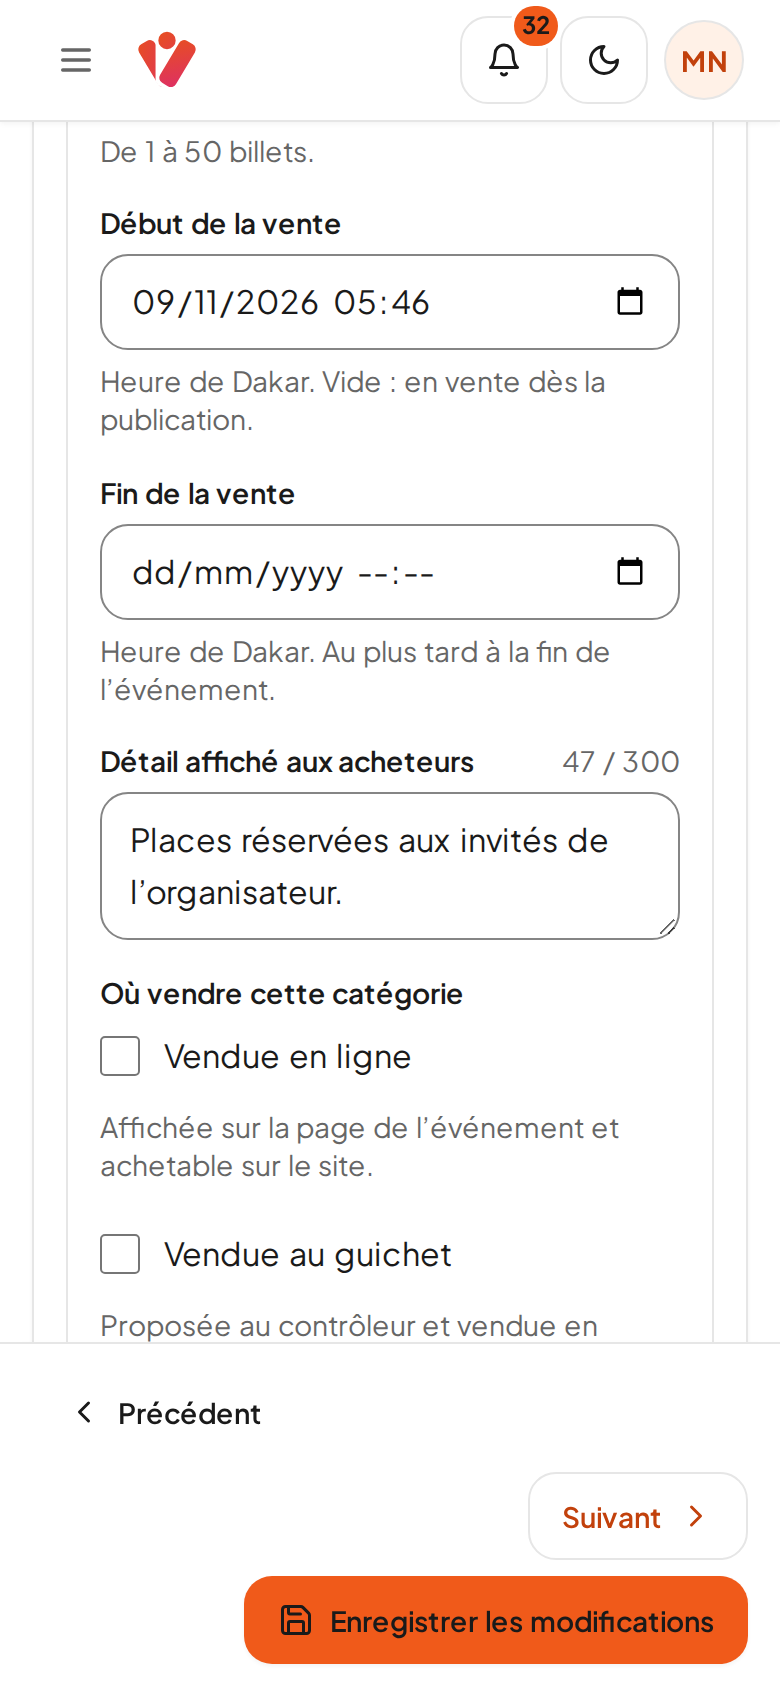 32
MN
De 1 à 50 billets.
Début de la vente
09/11/2026 05:46
Heure de Dakar. Vide : en vente dès la
publication.
Fin de la vente
dd/mm/yyyy --:--
Heure de Dakar. Au plus tard à la fin de
l’événement.
Détail affiché aux acheteurs 47 / 300
Places réservées aux invités de
l’organisateur.
Où vendre cette catégorie
Vendue en ligne
Affichée sur la page de l’événement et
achetable sur le site.
Vendue au guichet
Proposée au contrôleur et vendue en
Précédent
Suivant
Enregistrer les modifications